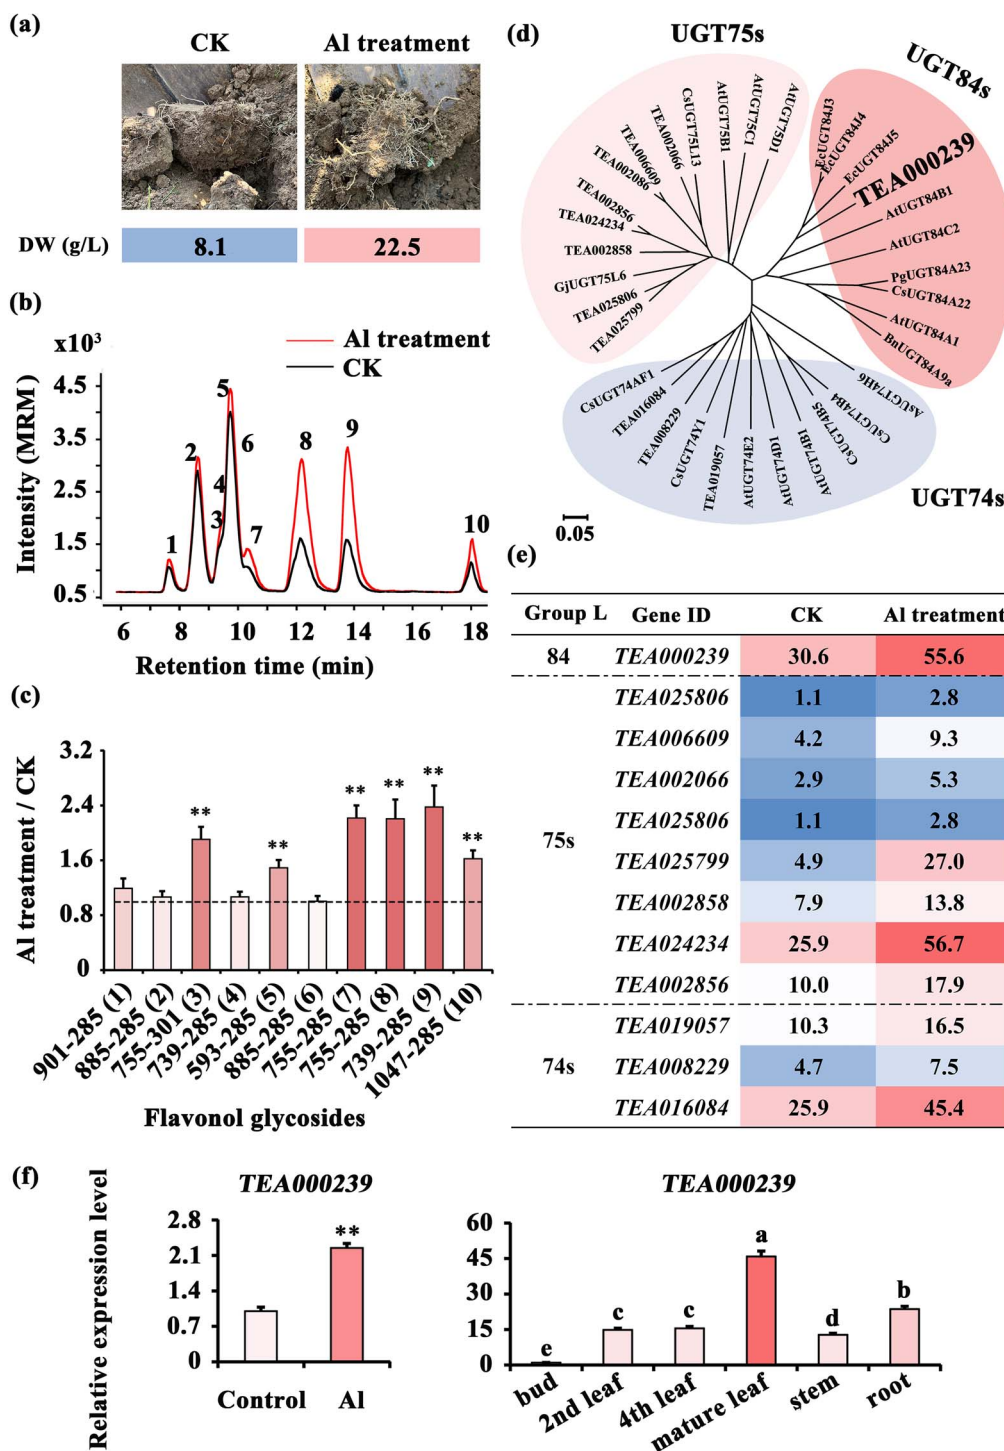 (a)
CK
Al treatment
DW (g/L)
8.1
22.5
(b)
x10³
Al treatment
CK
Intensity (MRM)
4.5
3.5
2.5
1.5
0.5
1
2
3
4
5
6
7
8
9
10
6 8 10 12 14 16 18
Retention time (min)
(c)
Al treatment / CK
3.2
2.4
1.6
0.8
0
**
**
**
**
**
**
901-285 (1)
885-285 (2)
755-301 (3)
739-285 (4)
593-285 (5)
885-285 (6)
755-285 (7)
755-285 (8)
739-285 (9)
1047-285 (10)
Flavonol glycosides
(d)
UGT75s
UGT84s
UGT74s
AtUGT75D1
AtUGT75C1
AtUGT75B1
CsUGT75L13
TEA002066
TEA006609
TEA002086
TEA002856
TEA024234
TEA002858
GjUGT75L6
TEA025806
TEA025799
EcUGT84J3
EcUGT84J4
EcUGT84J5
TEA000239
AtUGT84B1
AtUGT84C2
PgUGT84A23
CsUGT84A22
AtUGT84A1
BnUGT84A9a
CsUGT74AF1
TEA016084
TEA008229
CsUGT74Y1
TEA019057
AtUGT74E2
AtUGT74D1
AtUGT74B1
CsUGT74B5
CsUGT74B4
AsUGT74H6
0.05
(e)
Group L Gene ID CK Al treatment
84 TEA000239 30.6 55.6
75s
TEA025806 1.1 2.8
TEA006609 4.2 9.3
TEA002066 2.9 5.3
TEA025806 1.1 2.8
TEA025799 4.9 27.0
TEA002858 7.9 13.8
TEA024234 25.9 56.7
TEA002856 10.0 17.9
74s
TEA019057 10.3 16.5
TEA008229 4.7 7.5
TEA016084 25.9 45.4
(f)
Relative expression level
TEA000239
2.8
2.1
1.4
0.7
0
**
Control Al
TEA000239
60
45
30
15
0
e
c
c
a
d
b
bud
2nd leaf
4th leaf
mature leaf
stem
root